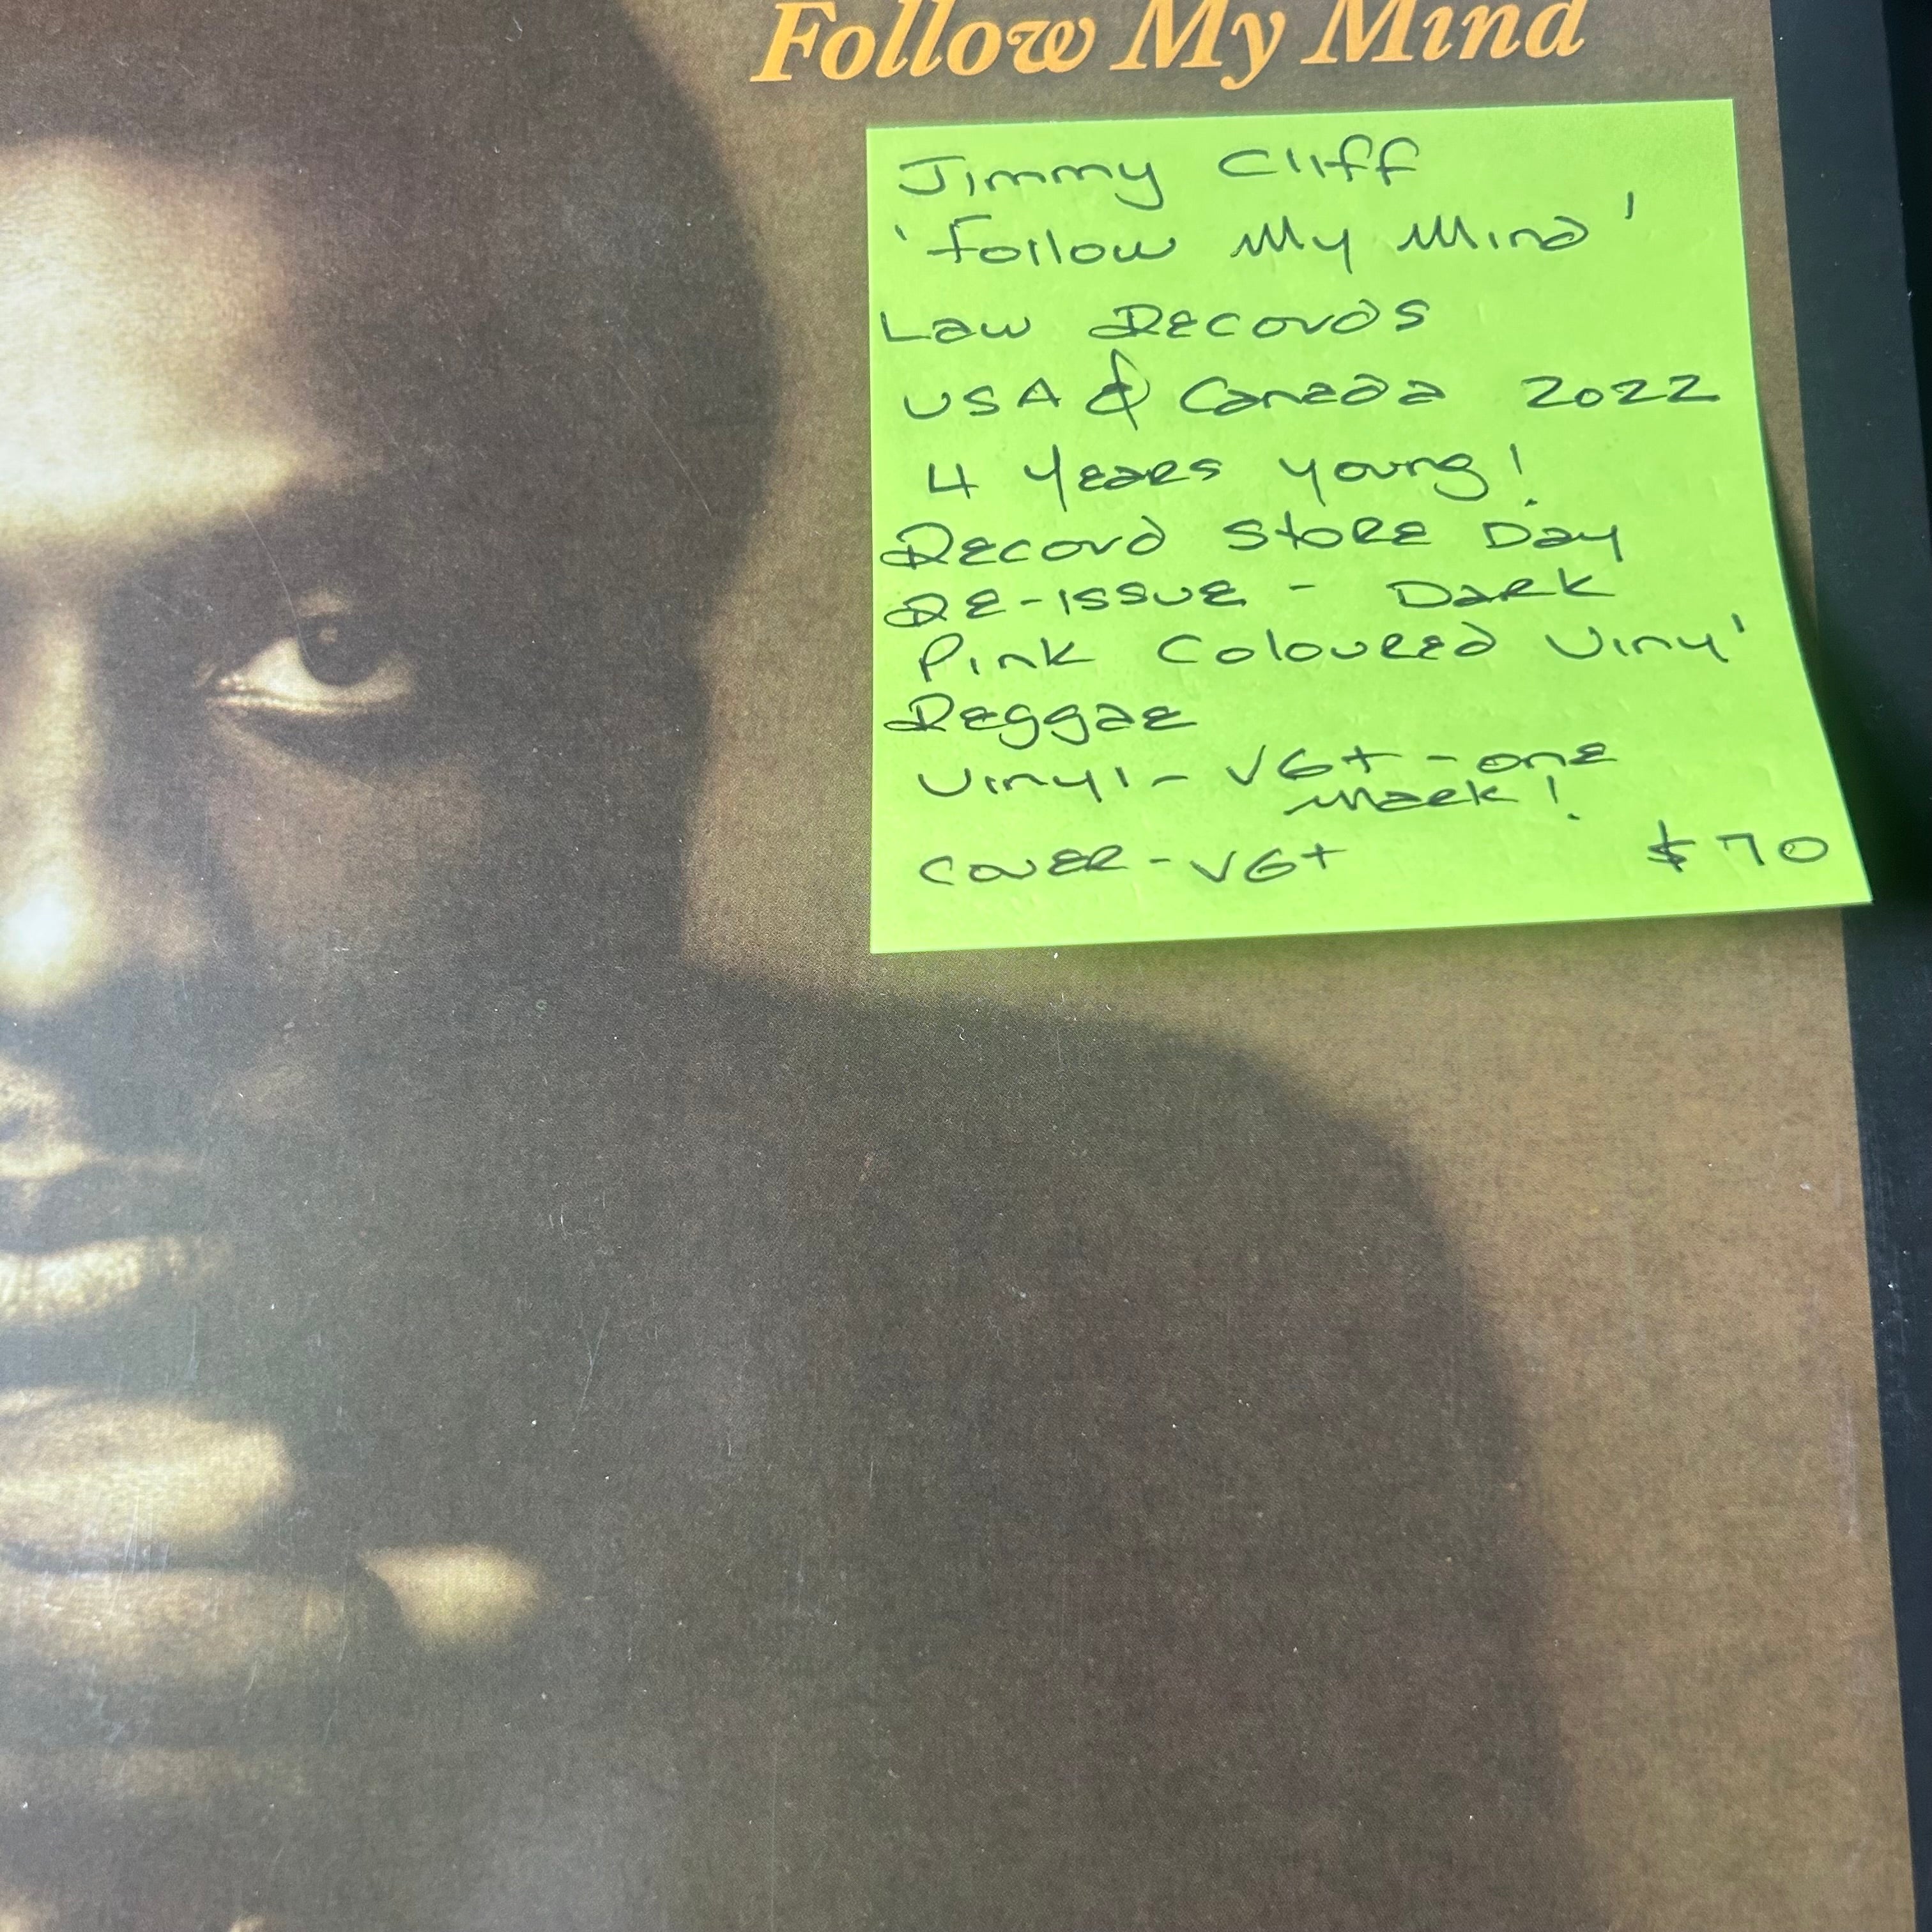 Follow My Mind
Jimmy Cliff
'Follow My Mind'
Law Records
USA & Canada 2022
4 Years Young!
Record Store Day
Re-issue - Dark
Pink Coloured Vinyl
Reggae
Vinyl - VG+ - one
mark!
Cover - VG+ $70